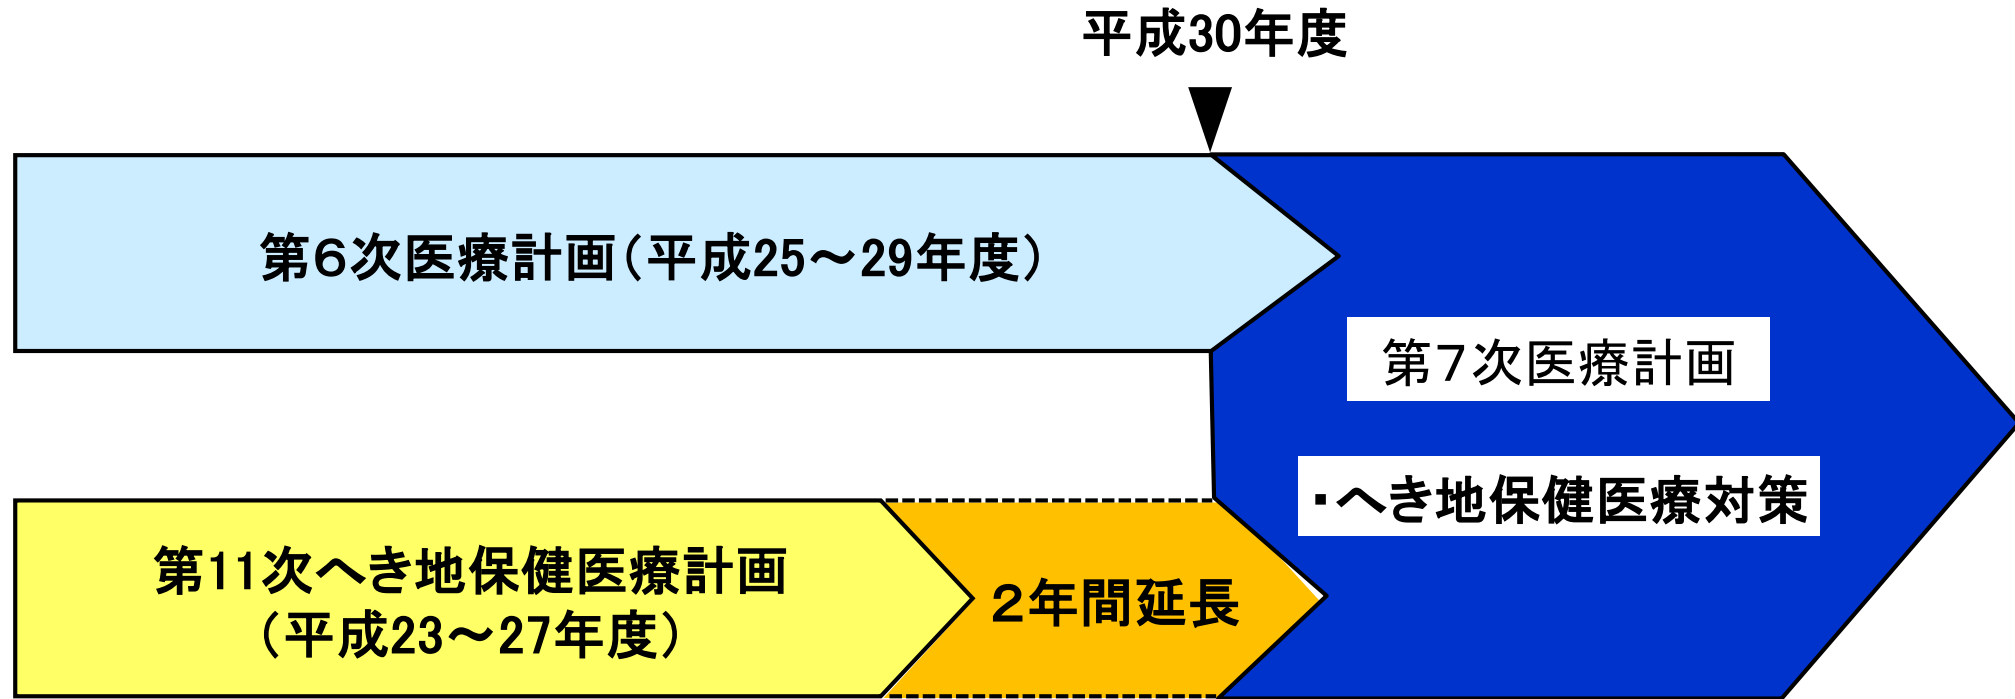 平成30年度
第６次医療計画（平成25～29年度）
第７次医療計画
・へき地保健医療対策
第11次へき地保健医療計画
（平成23～27年度）
２年間延長